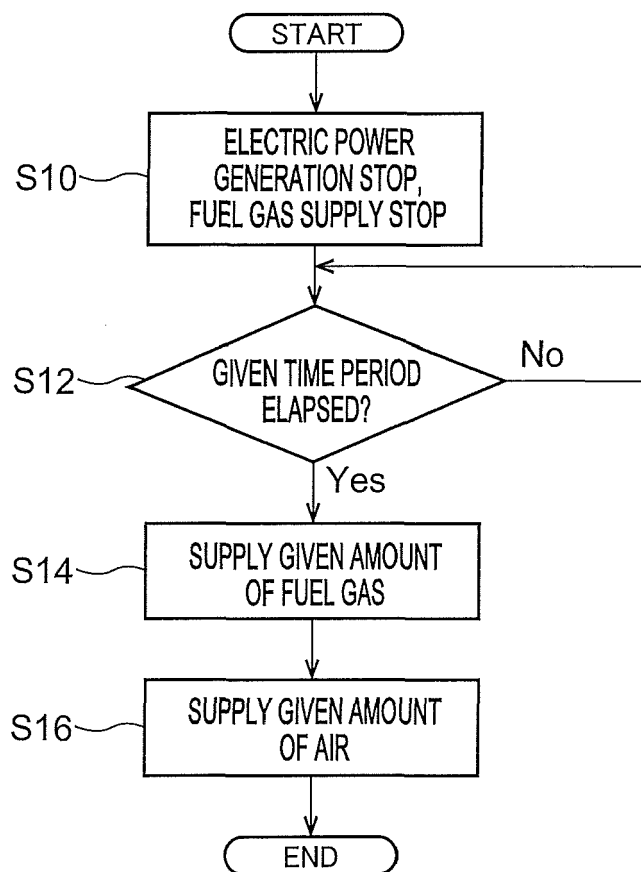 START
S10
ELECTRIC POWER
GENERATION STOP,
FUEL GAS SUPPLY STOP
S12
GIVEN TIME PERIOD
ELAPSED?
No
Yes
S14
SUPPLY GIVEN AMOUNT
OF FUEL GAS
S16
SUPPLY GIVEN AMOUNT
OF AIR
END